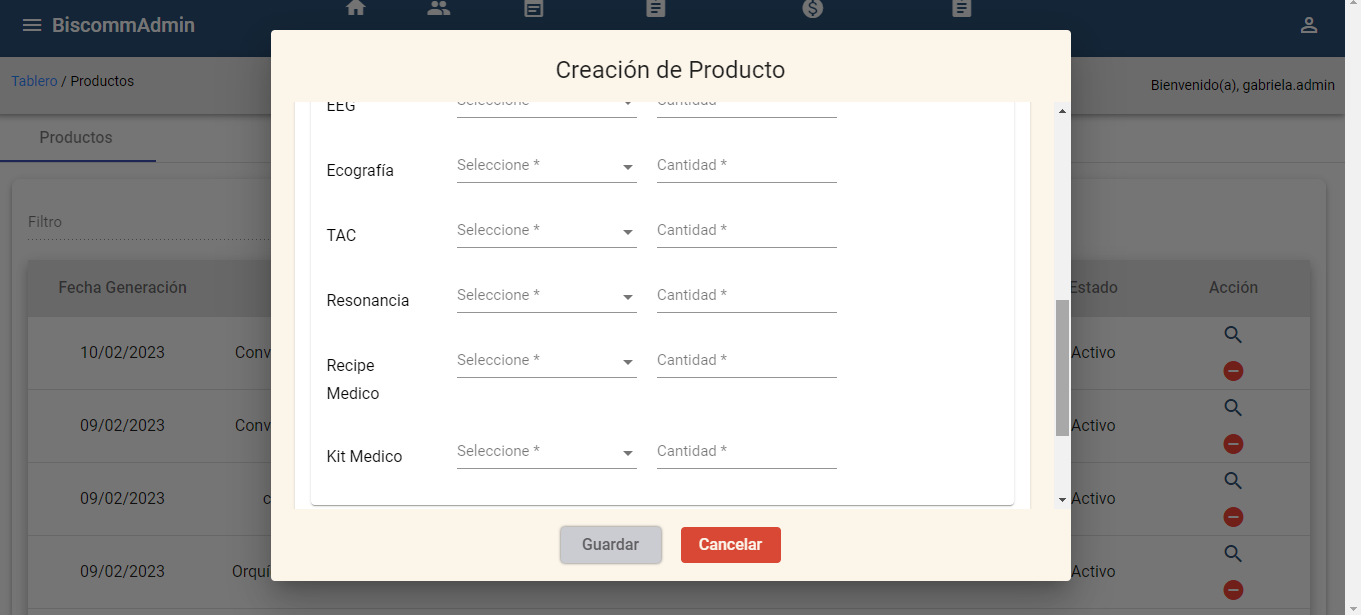 BiscommAdmin
Tablero / Productos
Bienvenido(a), gabriela.admin
Productos
Filtro
Fecha Generación
Estado
Acción
10/02/2023
Conv
Activo
09/02/2023
Conv
Activo
09/02/2023
c
Activo
09/02/2023
Orquí
Activo
Creación de Producto
EEG
Seleccione
Cantidad
Ecografía
Seleccione *
Cantidad *
TAC
Seleccione *
Cantidad *
Resonancia
Seleccione *
Cantidad *
Recipe
Medico
Seleccione *
Cantidad *
Kit Medico
Seleccione *
Cantidad *
Guardar
Cancelar